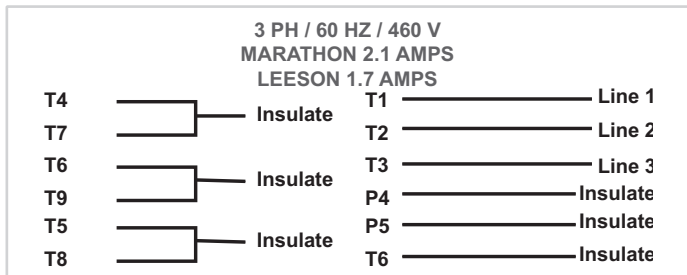 3 PH / 60 HZ / 460 V
MARATHON 2.1 AMPS
LEESON 1.7 AMPS
T4
T7
Insulate
T6
T9
Insulate
T5
T8
Insulate
T1 Line 1
T2 Line 2
T3 Line 3
P4 Insulate
P5 Insulate
T6 Insulate